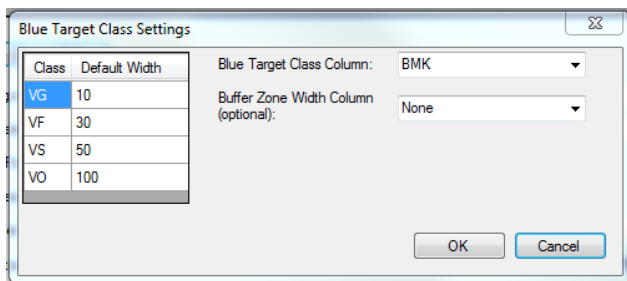 Blue Target Class Settings
Class Default Width
VG 10
VF 30
VS 50
VO 100
Blue Target Class Column: BMK
Buffer Zone Width Column
(optional): None
OK Cancel